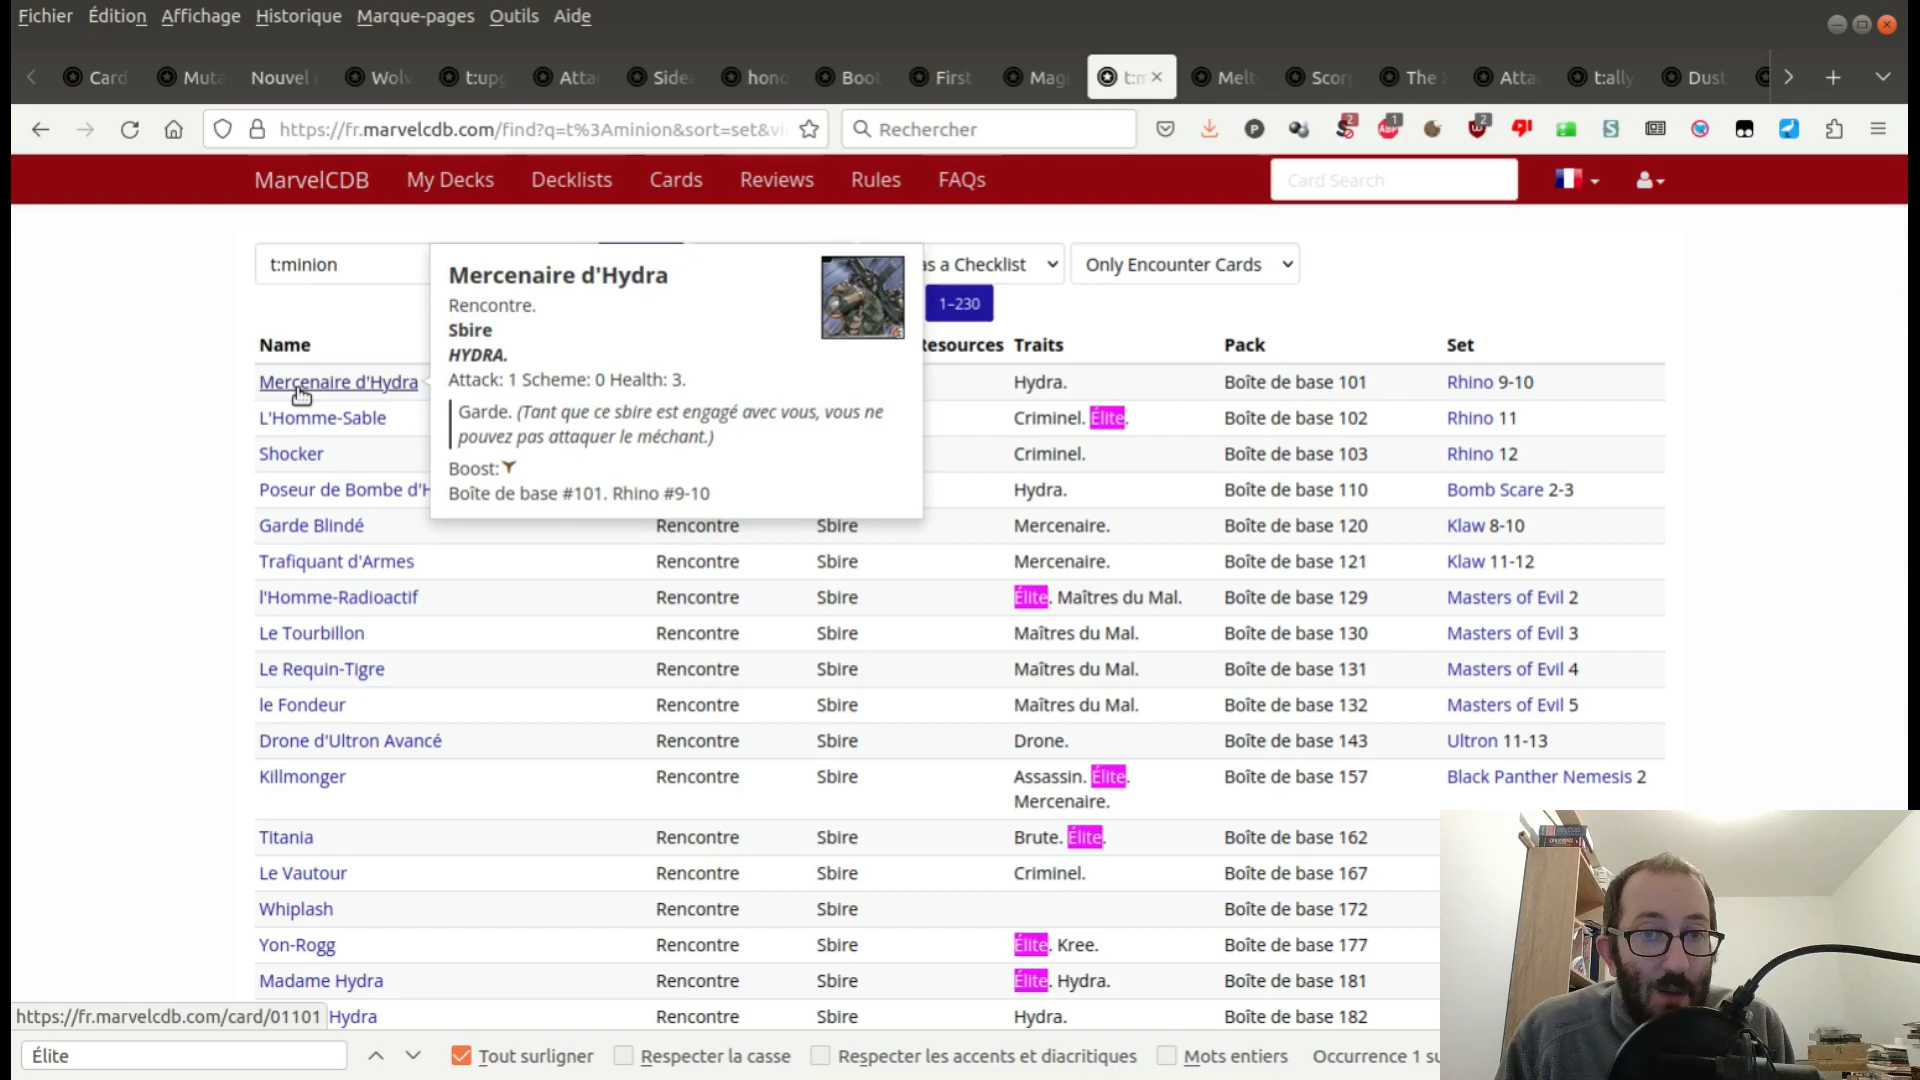 Fichier Édition Affichage Historique Marque-pages Outils Aide
Card Muta Nouvel Wolv t:upg Atta Side honc Boot First Mag t:m Melt Scor The Atta t:ally Dust
https://fr.marvelcdb.com/find?q=t%3Aminion&sort=set&vi Rechercher P 2 ABP 1 2 S
MarvelCDB My Decks Decklists Cards Reviews Rules FAQs Card Search
t:minion as a Checklist Only Encounter Cards
1–230
Name Resources Traits Pack Set
Mercenaire d'Hydra
Rencontre.
Sbire
HYDRA.
Attack: 1 Scheme: 0 Health: 3.
Garde. (Tant que ce sbire est engagé avec vous, vous ne
pouvez pas attaquer le méchant.)
Boost:
Boîte de base #101. Rhino #9-10
Mercenaire d'Hydra Hydra. Boîte de base 101 Rhino 9-10
L'Homme-Sable Criminel. Élite. Boîte de base 102 Rhino 11
Shocker Criminel. Boîte de base 103 Rhino 12
Poseur de Bombe d'H Hydra. Boîte de base 110 Bomb Scare 2-3
Garde Blindé Rencontre Sbire Mercenaire. Boîte de base 120 Klaw 8-10
Trafiquant d'Armes Rencontre Sbire Mercenaire. Boîte de base 121 Klaw 11-12
l'Homme-Radioactif Rencontre Sbire Élite. Maîtres du Mal. Boîte de base 129 Masters of Evil 2
Le Tourbillon Rencontre Sbire Maîtres du Mal. Boîte de base 130 Masters of Evil 3
Le Requin-Tigre Rencontre Sbire Maîtres du Mal. Boîte de base 131 Masters of Evil 4
le Fondeur Rencontre Sbire Maîtres du Mal. Boîte de base 132 Masters of Evil 5
Drone d'Ultron Avancé Rencontre Sbire Drone. Boîte de base 143 Ultron 11-13
Killmonger Rencontre Sbire Assassin. Élite. Boîte de base 157 Black Panther Nemesis 2
Mercenaire.
Titania Rencontre Sbire Brute. Élite. Boîte de base 162
Le Vautour Rencontre Sbire Criminel. Boîte de base 167
Whiplash Rencontre Sbire Boîte de base 172
Yon-Rogg Rencontre Sbire Élite. Kree. Boîte de base 177
Madame Hydra Rencontre Sbire Élite. Hydra. Boîte de base 181
https://fr.marvelcdb.com/card/01101 Hydra Rencontre Sbire Hydra. Boîte de base 182
Élite Tout surligner Respecter la casse Respecter les accents et diacritiques Mots entiers Occurrence 1 su